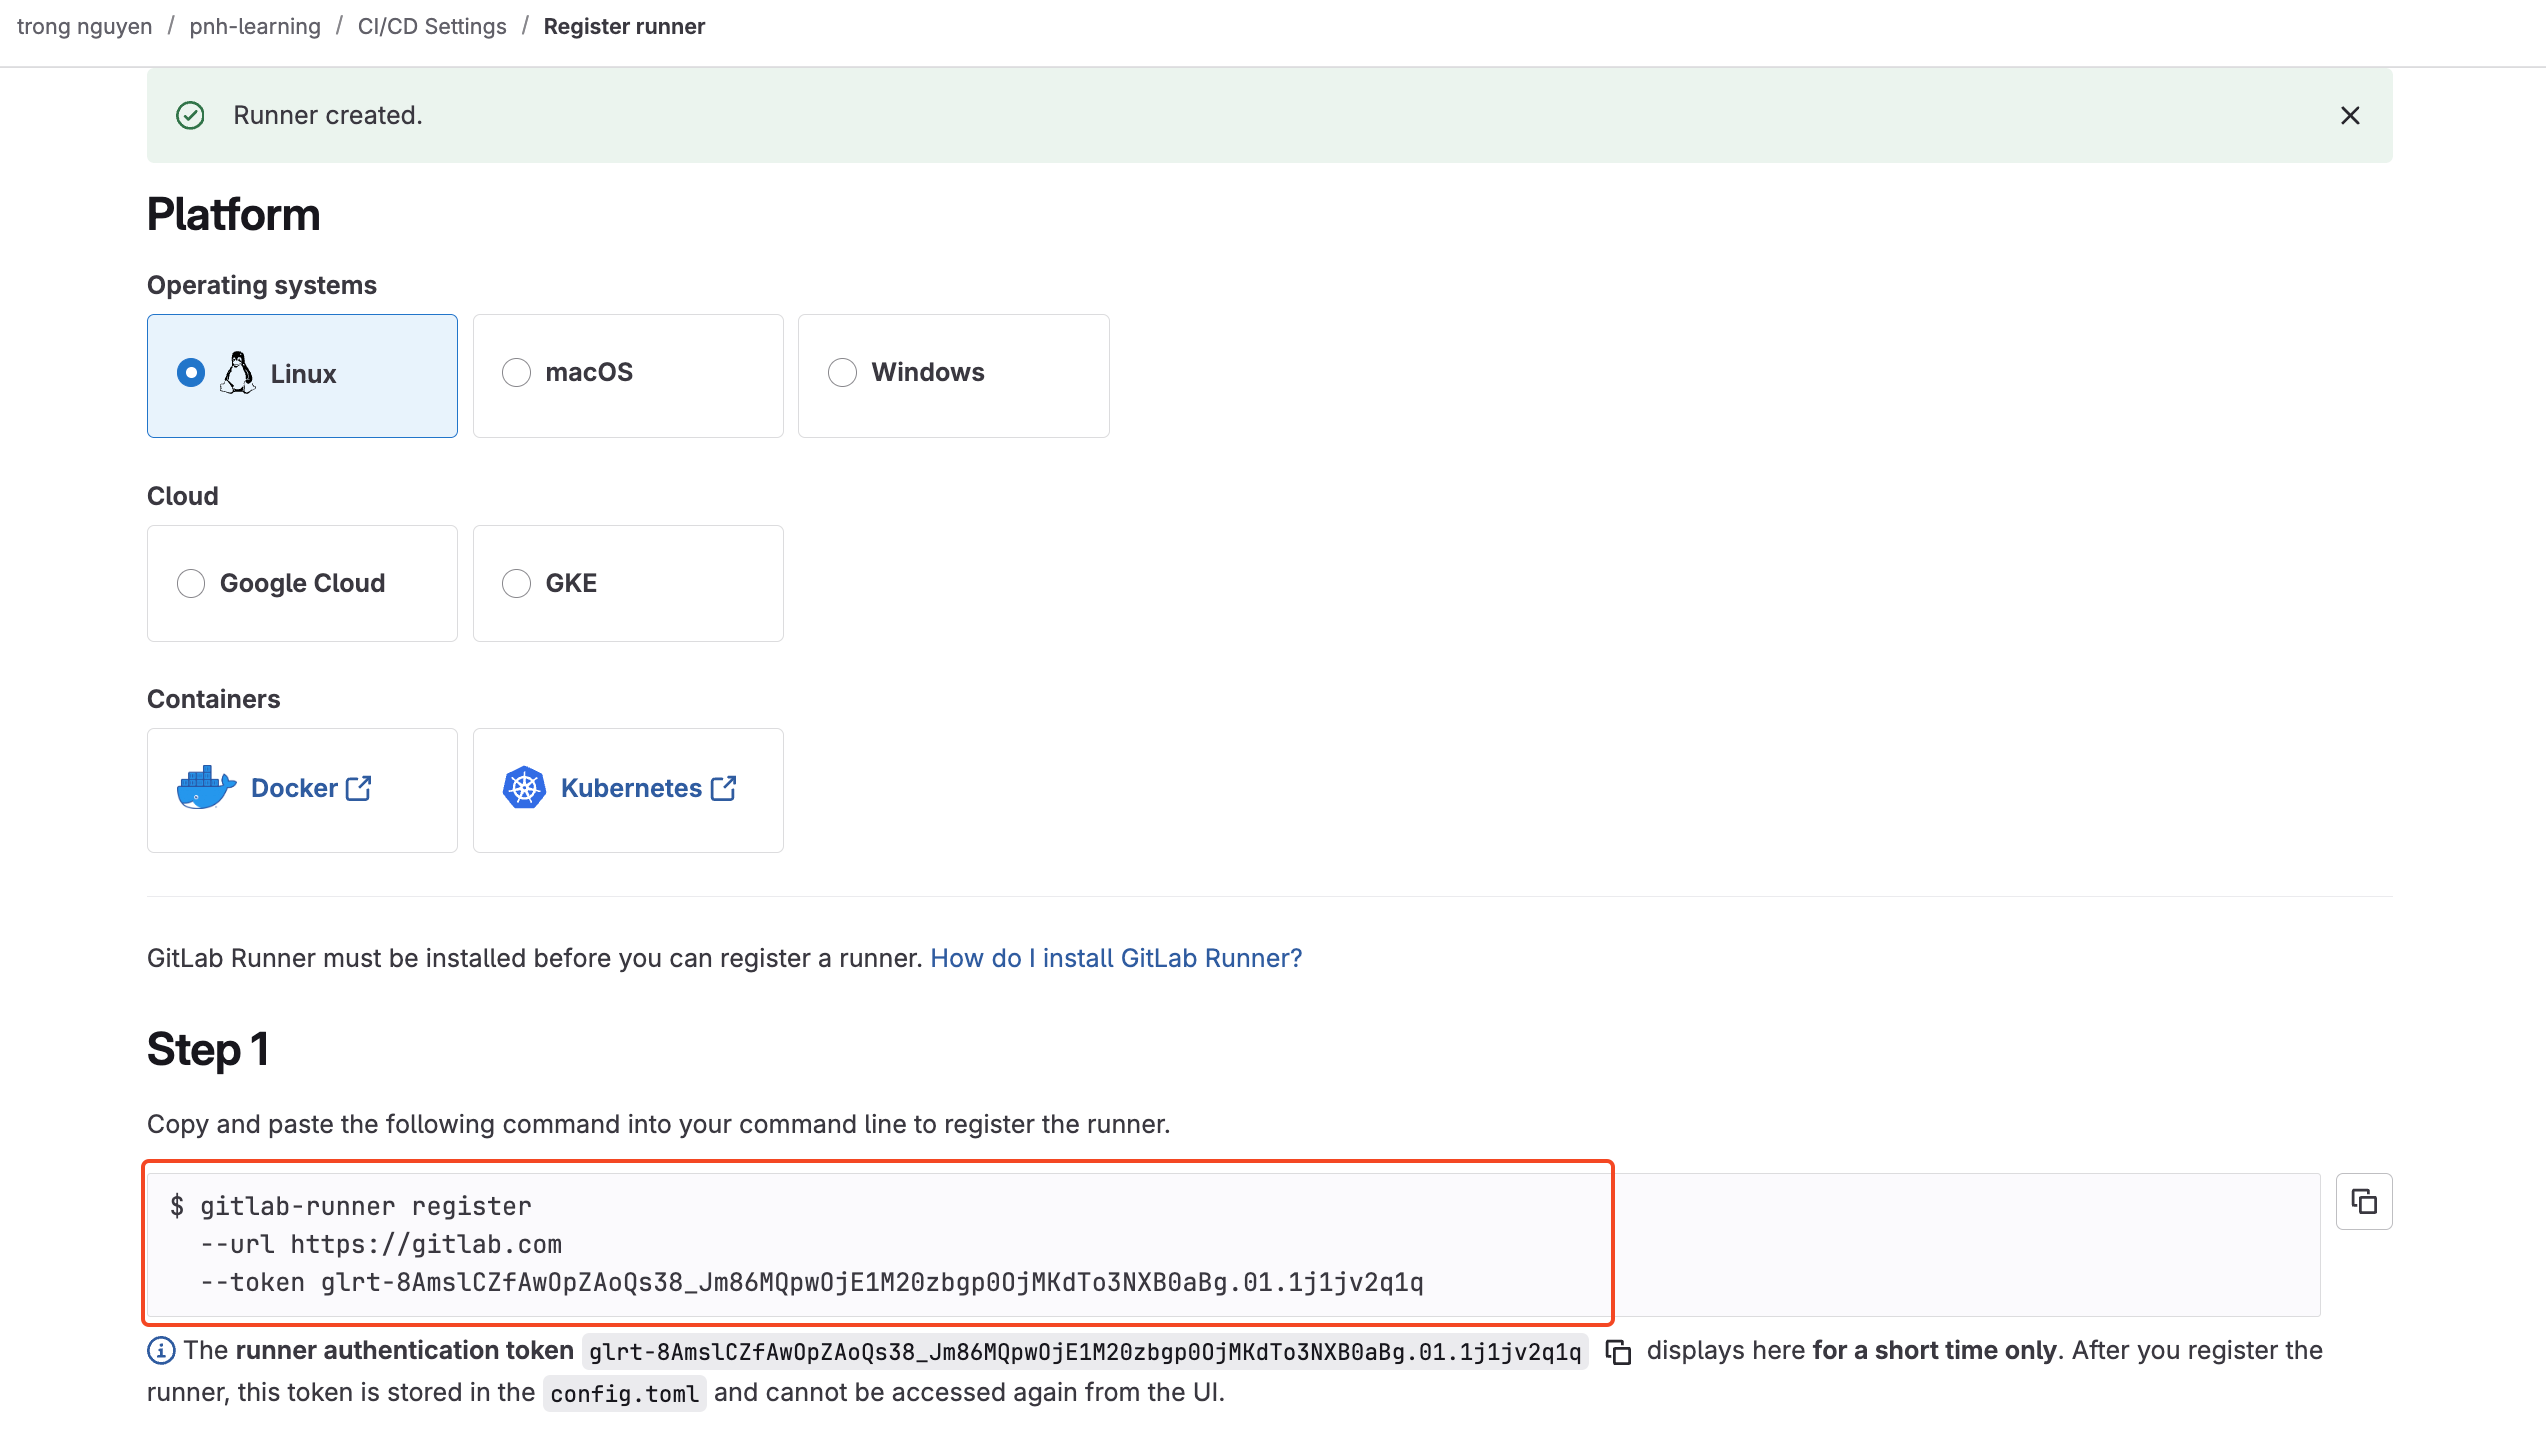 trong nguyen / pnh-learning / CI/CD Settings / Register runner
Runner created.
Platform
Operating systems
Linux
macOS
Windows
Cloud
Google Cloud
GKE
Containers
Docker
Kubernetes
GitLab Runner must be installed before you can register a runner. How do I install GitLab Runner?
Step 1
Copy and paste the following command into your command line to register the runner.
$ gitlab-runner register
--url https://gitlab.com
--token glrt-8AmslCZfAwOpZAoQs38_Jm86MQpwOjE1M20zbgp0OjMKdTo3NXB0aBg.01.1j1jv2q1q
The runner authentication token glrt-8AmslCZfAwOpZAoQs38_Jm86MQpwOjE1M20zbgp0OjMKdTo3NXB0aBg.01.1j1jv2q1q displays here for a short time only. After you register the
runner, this token is stored in the config.toml and cannot be accessed again from the UI.